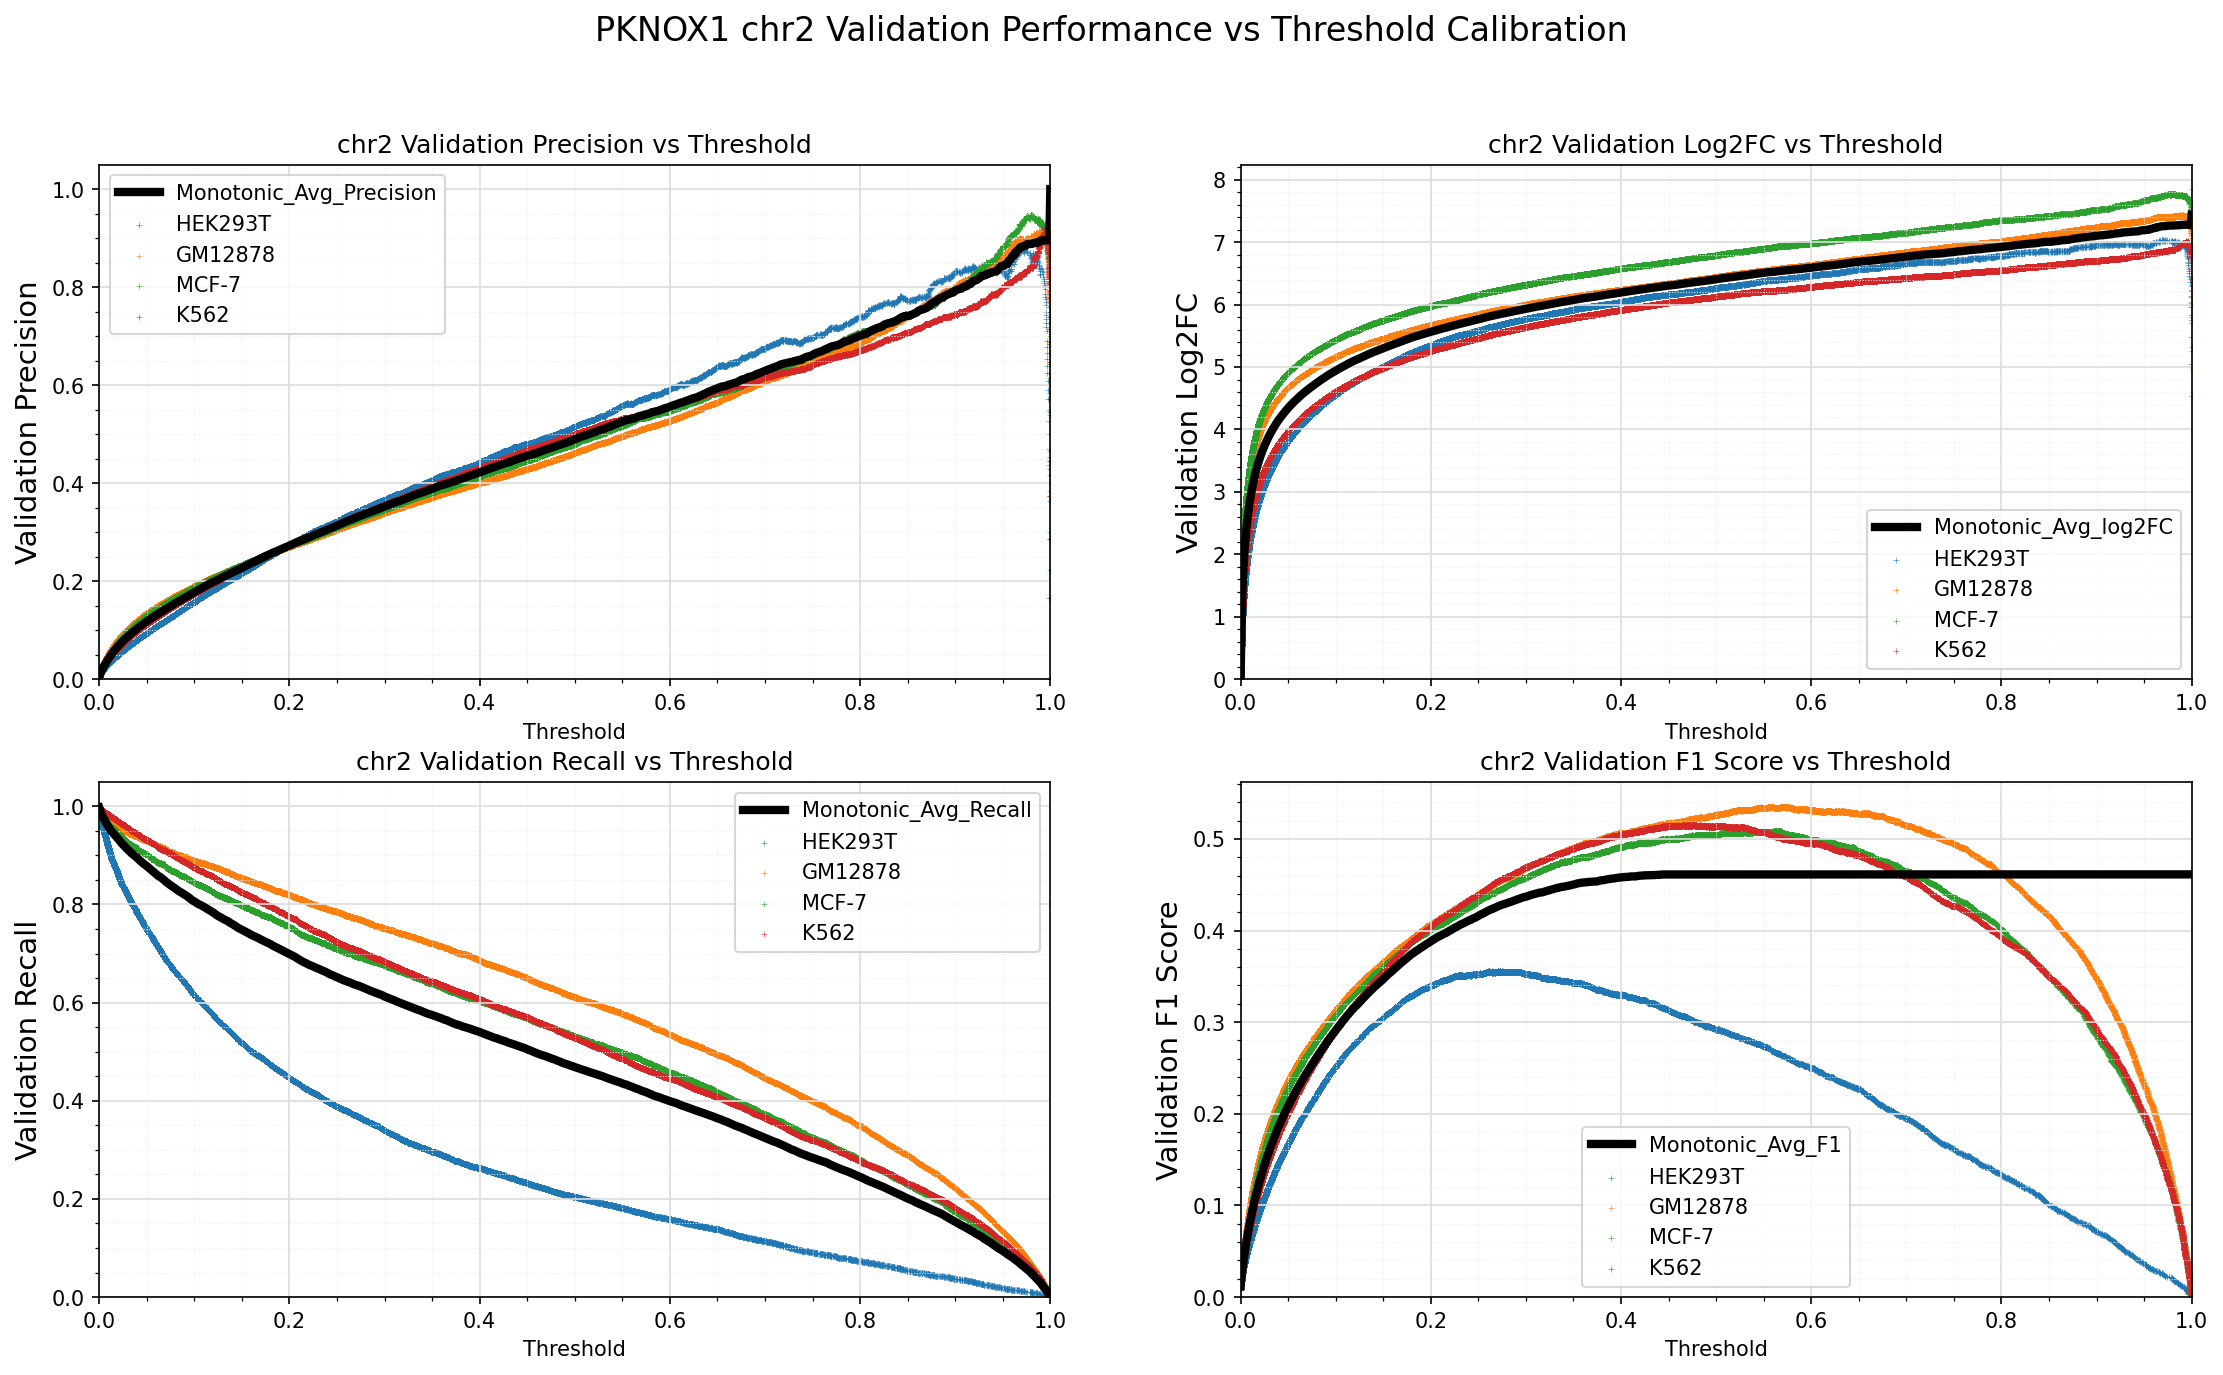 PKNOX1 chr2 Validation Performance vs Threshold Calibration
chr2 Validation Precision vs Threshold
Validation Precision
1.0
0.8
0.6
0.4
0.2
0.0
Monotonic_Avg_Precision
HEK293T
GM12878
MCF-7
K562
0.0 0.2 0.4 0.6 0.8 1.0
Threshold
chr2 Validation Log2FC vs Threshold
Validation Log2FC
8
7
6
5
4
3
2
1
0
Monotonic_Avg_log2FC
HEK293T
GM12878
MCF-7
K562
0.0 0.2 0.4 0.6 0.8 1.0
Threshold
chr2 Validation Recall vs Threshold
Validation Recall
1.0
0.8
0.6
0.4
0.2
0.0
Monotonic_Avg_Recall
HEK293T
GM12878
MCF-7
K562
0.0 0.2 0.4 0.6 0.8 1.0
Threshold
chr2 Validation F1 Score vs Threshold
Validation F1 Score
0.5
0.4
0.3
0.2
0.1
0.0
Monotonic_Avg_F1
HEK293T
GM12878
MCF-7
K562
0.0 0.2 0.4 0.6 0.8 1.0
Threshold